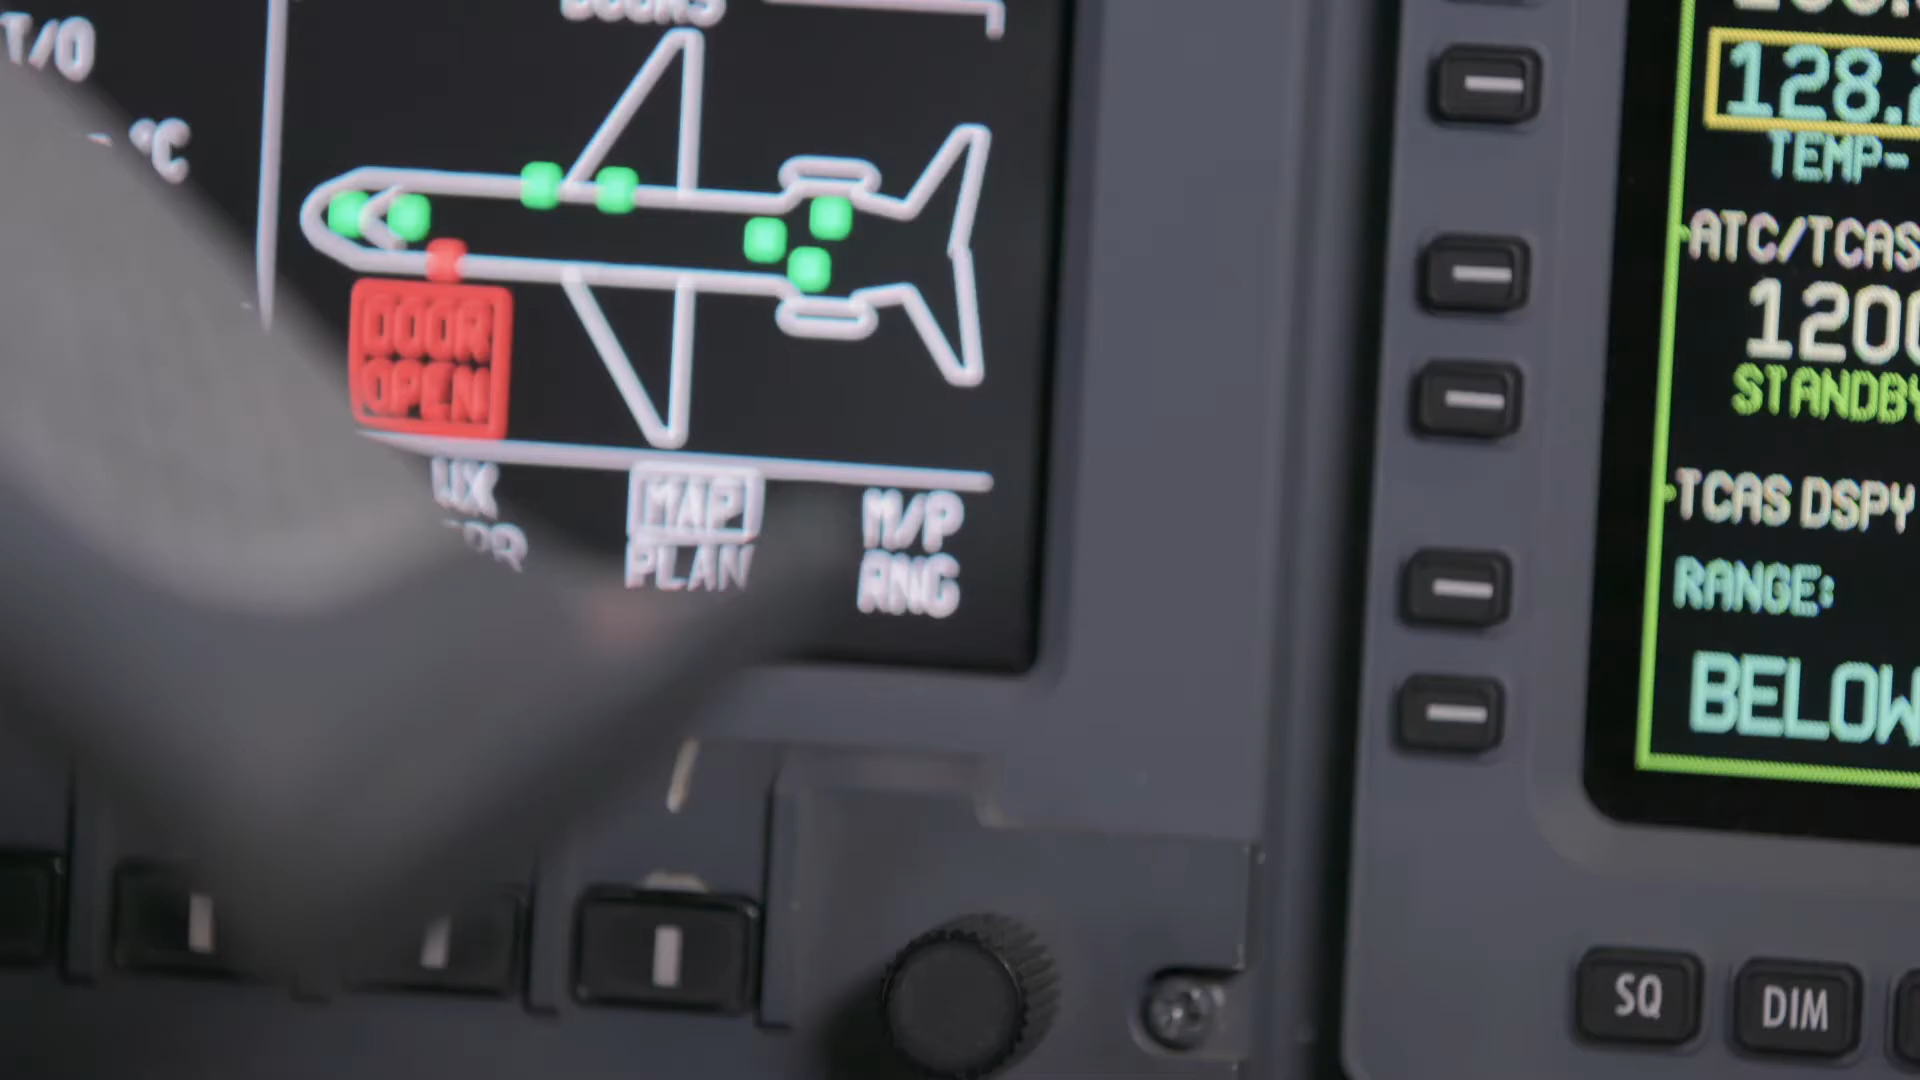 T/O
°C
DOORS
DOOR
OPEN
WX
MAP
PLAN
M/P
RNG
128.
TEMP-
ATC/TCAS
1200
STANDBY
TCAS DSPY
RANGE:
BELOW
SQ
DIM